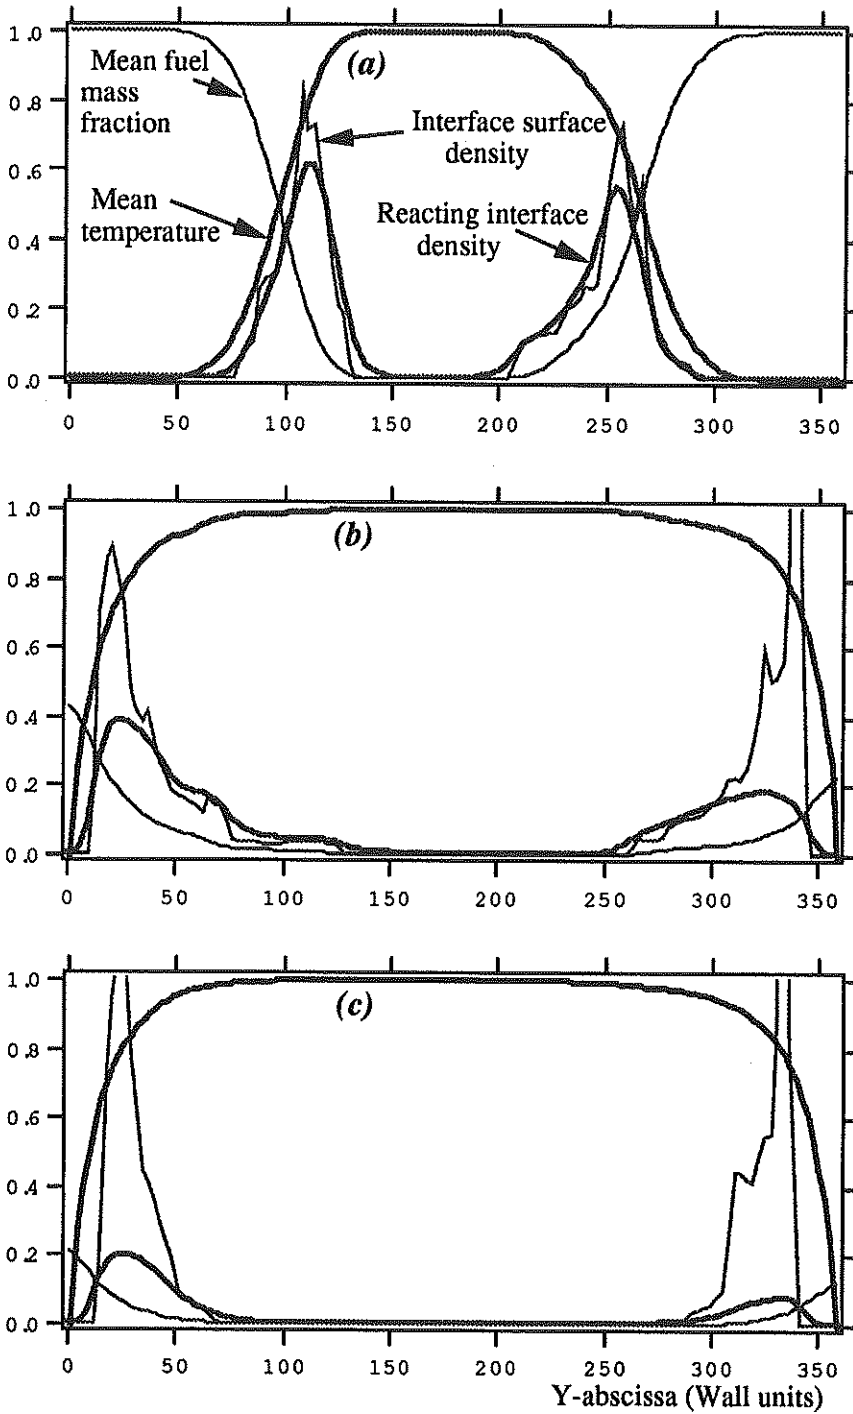 1.0
(a)
Mean fuel
mass
fraction
0.8
Interface surface
density
0.6
Mean
temperature
Reacting interface
density
0.4
0.2
0.0
0 50 100 150 200 250 300 350
1.0
(b)
0.8
0.6
0.4
0.2
0.0
0 50 100 150 200 250 300 350
1.0
(c)
0.8
0.6
0.4
0.2
0.0
0 50 100 150 200 250 300 350
Y-abscissa (Wall units)